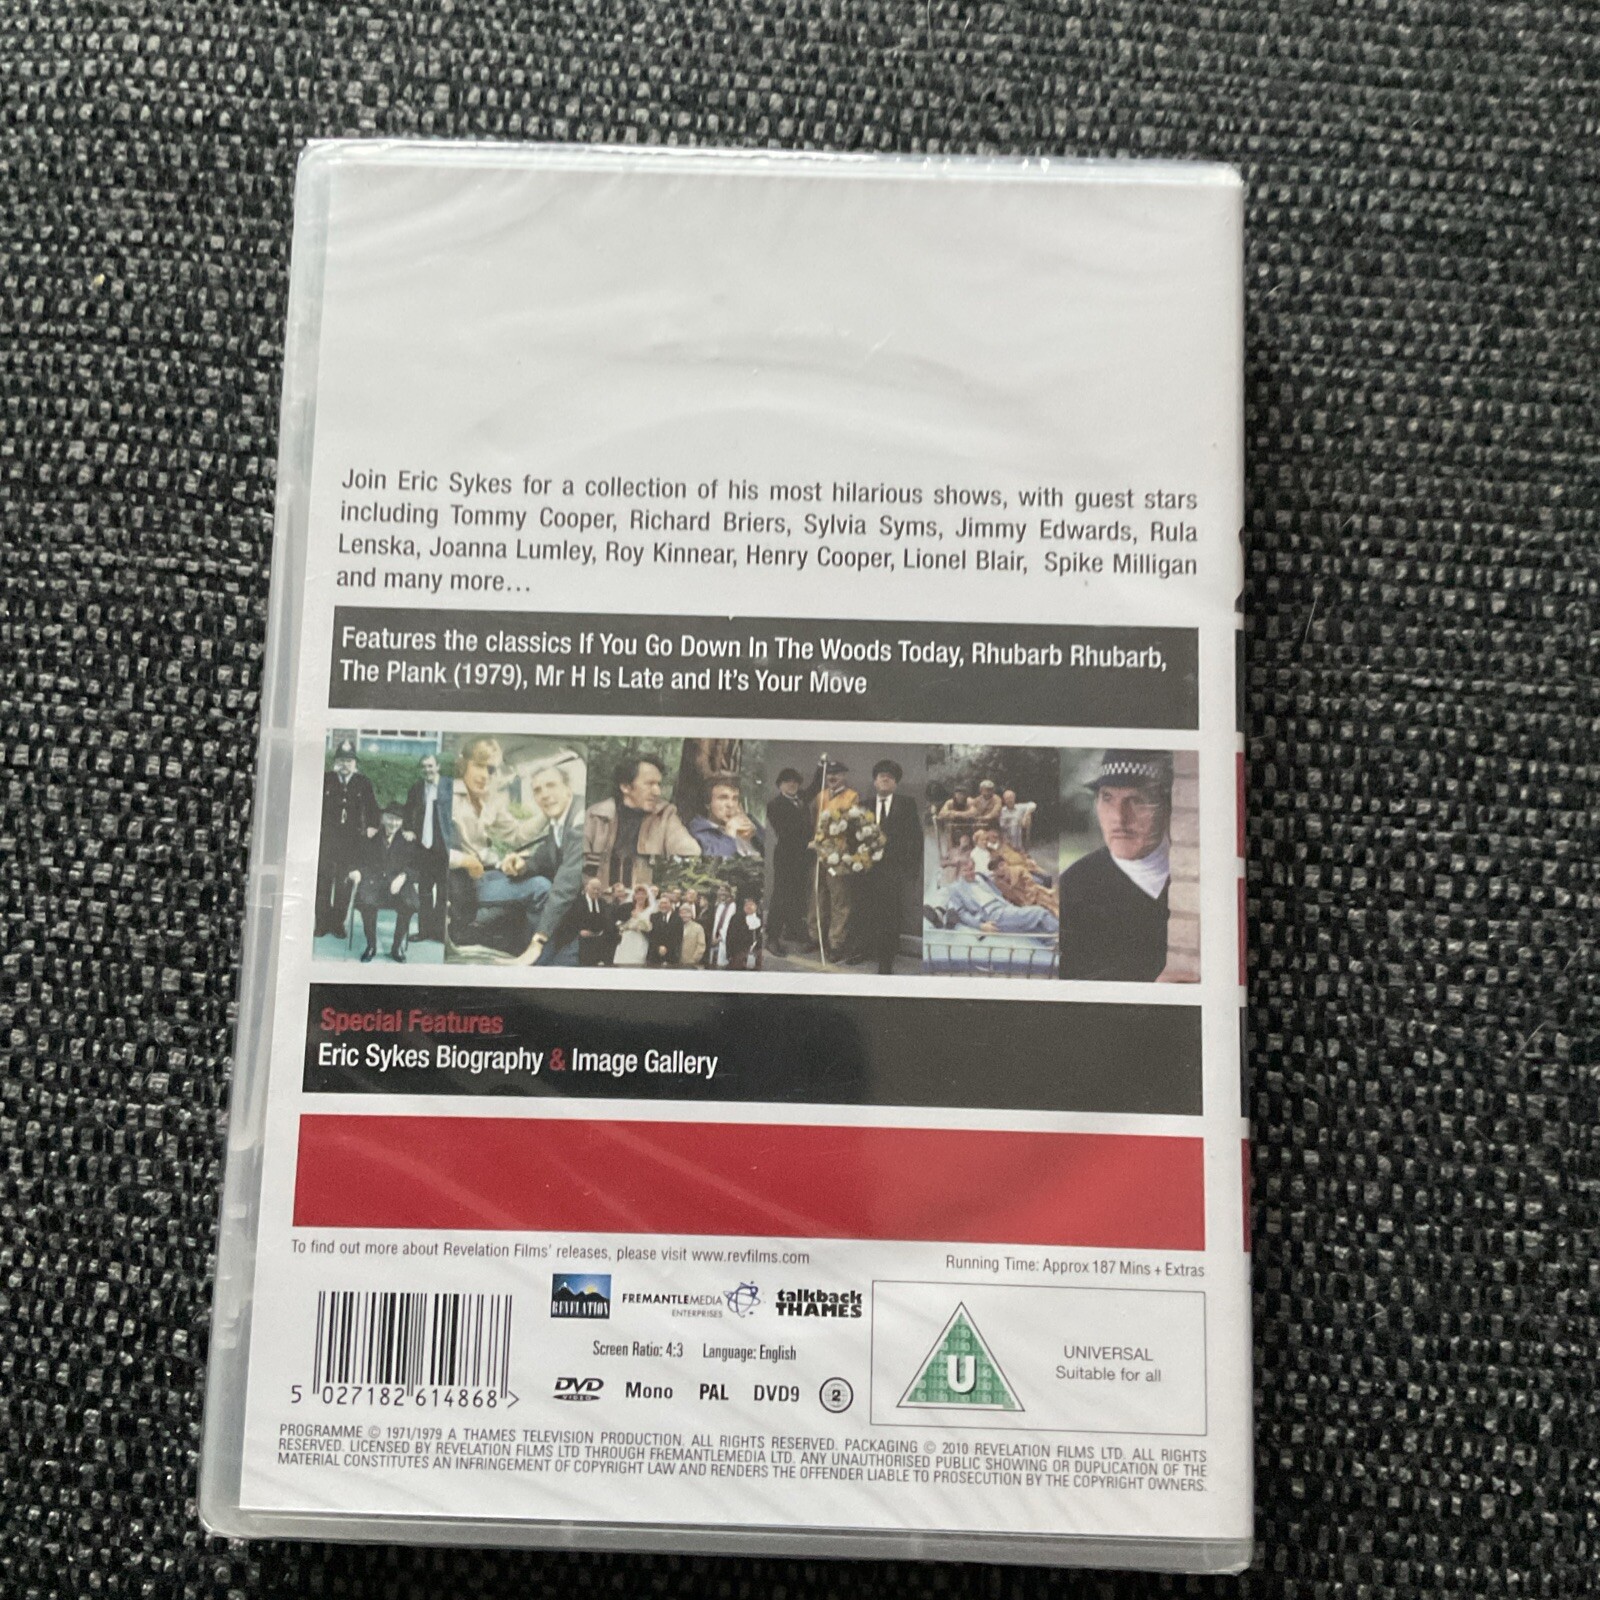 Join Eric Sykes for a collection of his most hilarious shows, with guest stars
including Tommy Cooper, Richard Briers, Sylvia Syms, Jimmy Edwards, Rula
Lenska, Joanna Lumley, Roy Kinnear, Henry Cooper, Lionel Blair, Spike Milligan
and many more...
Features the classics If You Go Down In The Woods Today, Rhubarb Rhubarb,
The Plank (1979), Mr H Is Late and It's Your Move
Special Features
Eric Sykes Biography & Image Gallery
To find out more about Revelation Films' releases, please visit www.revfilms.com
Running Time: Approx 187 Mins + Extras
REVELATION
FREMANTLEMEDIA
ENTERPRISES
talkback
THAMES
Screen Ratio: 4:3 Language: English
DVD VIDEO Mono PAL DVD9 2
U
UNIVERSAL
Suitable for all
5 027182 614868 >
PROGRAMME © 1971/1979 A THAMES TELEVISION PRODUCTION. ALL RIGHTS RESERVED. PACKAGING © 2010 REVELATION FILMS LTD. ALL RIGHTS
RESERVED. LICENSED BY REVELATION FILMS LTD THROUGH FREMANTLEMEDIA LTD. ANY UNAUTHORISED PUBLIC SHOWING OR DUPLICATION OF THE
MATERIAL CONSTITUTES AN INFRINGEMENT OF COPYRIGHT LAW AND RENDERS THE OFFENDER LIABLE TO PROSECUTION BY THE COPYRIGHT OWNERS.